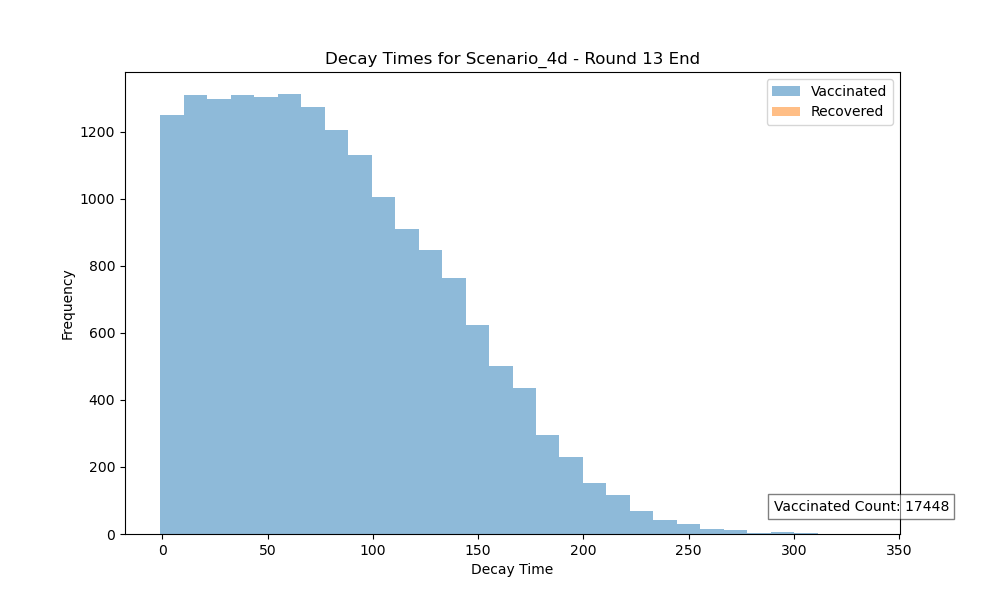 Decay Times for Scenario_4d - Round 13 End
Vaccinated
Recovered
1200
1000
800
600
400
200
0
Frequency
Vaccinated Count: 17448
0
50
100
150
200
250
300
350
Decay Time